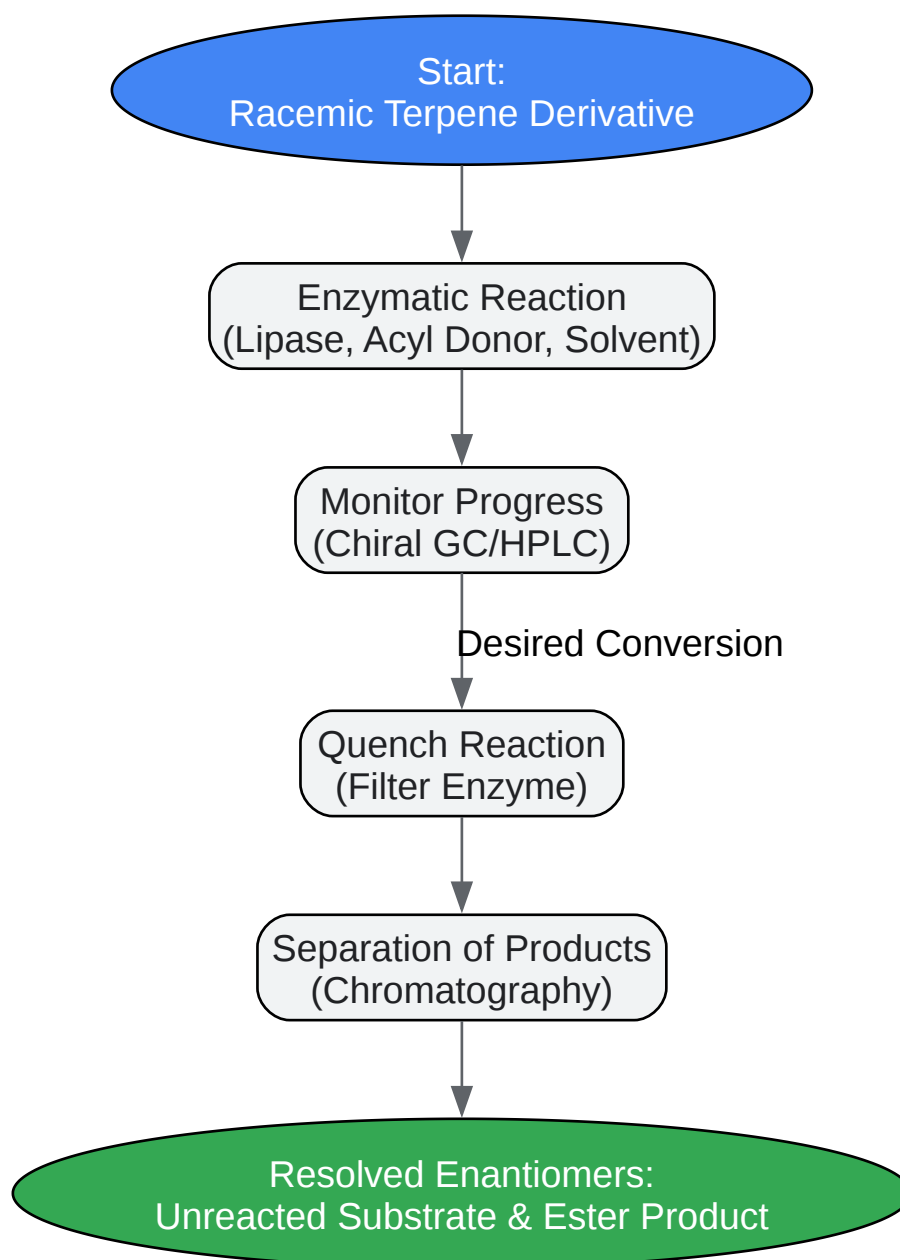 Start:
Racemic Terpene Derivative
Enzymatic Reaction
(Lipase, Acyl Donor, Solvent)
Monitor Progress
(Chiral GC/HPLC)
Desired Conversion
Quench Reaction
(Filter Enzyme)
Separation of Products
(Chromatography)
Resolved Enantiomers:
Unreacted Substrate & Ester Product